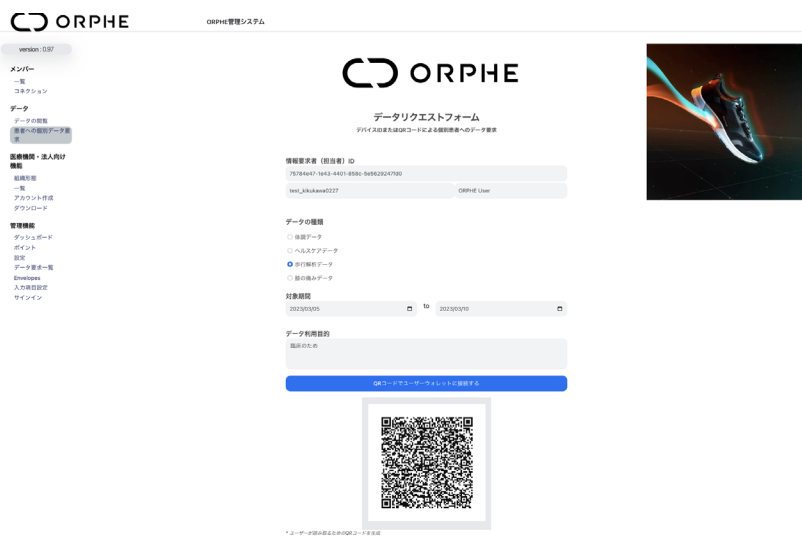 ORPHE
ORPHE管理システム
version : 0.97
メンバー
一覧
コネクション
データ
データの閲覧
患者への個別データ要
求
医療機関・法人向け
機能
組織形態
一覧
アカウント作成
ダウンロード
管理機能
ダッシュボード
ポイント
設定
データ要求一覧
Envelopes
入力項目設定
サインイン
ORPHE
データリクエストフォーム
デバイスIDまたはQRコードによる個別患者へのデータ要求
情報要求者（担当者）ID
test_kikukawa0227
ORPHE User
データの種類
体調データ
ヘルスケアデータ
歩行解析データ
膝の痛みデータ
対象期間
2023/03/05
to
2023/03/10
データ利用目的
臨床のため
QRコードでユーザーウォレットに接続する
* ユーザーが読み取るためのQRコードを生成